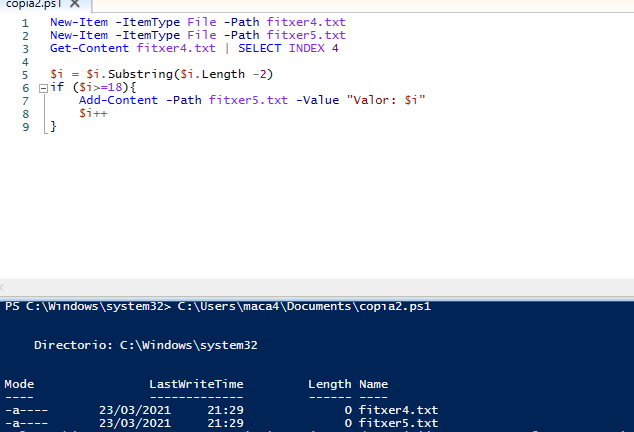 copia2.ps1 X
1 New-Item -ItemType File -Path fitxer4.txt
2 New-Item -ItemType File -Path fitxer5.txt
3 Get-Content fitxer4.txt | SELECT INDEX 4
4
5 $i = $i.Substring($i.Length -2)
6 if ($i>=18){
7 Add-Content -Path fitxer5.txt -Value "Valor: $i"
8 $i++
9 }
PS C:\Windows\system32> C:\Users\maca4\Documents\copia2.ps1
Directorio: C:\Windows\system32
Mode LastWriteTime Length Name
---- ------------- ------ ----
-a---- 23/03/2021 21:29 0 fitxer4.txt
-a---- 23/03/2021 21:29 0 fitxer5.txt